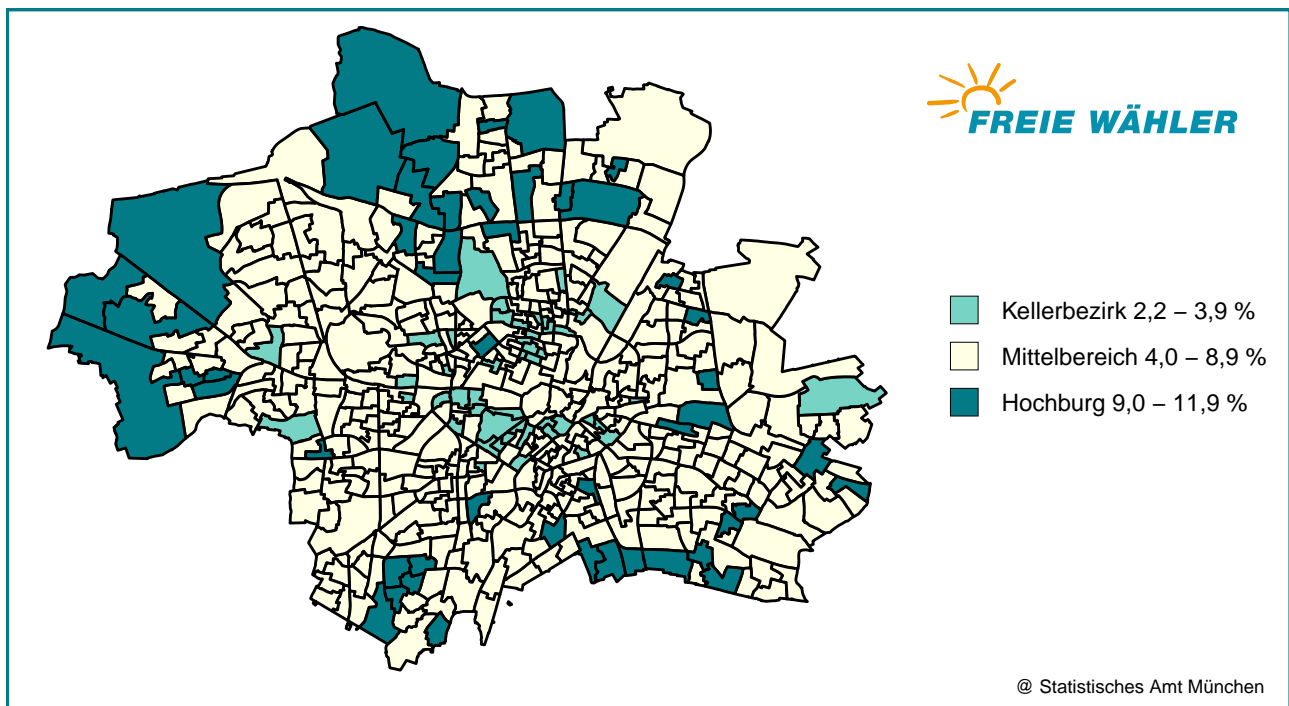 FREIE WÄHLER
Kellerbezirk 2,2 – 3,9 %
Mittelbereich 4,0 – 8,9 %
Hochburg 9,0 – 11,9 %
@ Statistisches Amt München